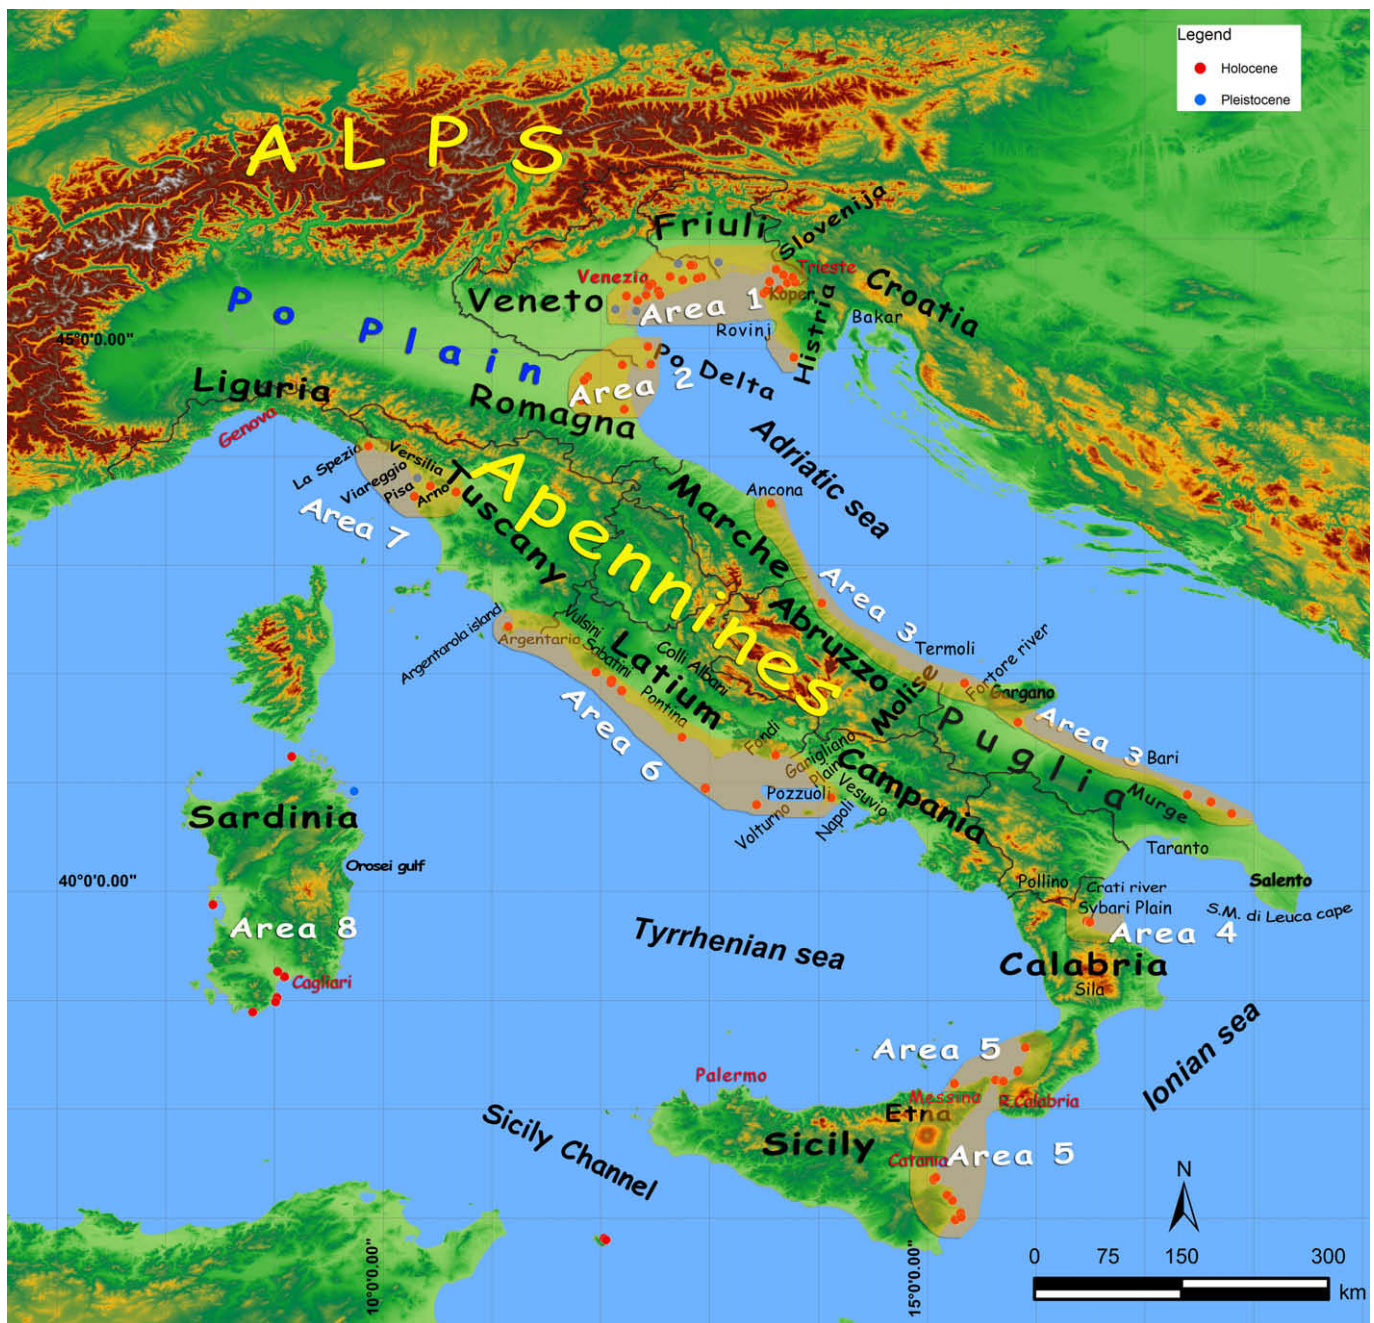 Legend
Holocene
Pleistocene
ALPS
Friuli
Slovenija
Venezia
Trieste
Veneto
Area 1
Koper
Croatia
Histria
Rovinj
Bakar
Po Plain
45°0'0.00"
Po Delta
Area 2
Liguria
Romagna
Genova
Adriatic sea
La Spezia
Versilia
Viareggio
Pisa
Arno
Tuscany
Apennines
Marche
Ancona
Area 7
Area 3
Abruzzo
Termoli
Fortore river
Argentarola island
Argentario
Vulsini
Sabatini
Latium
Colli Albani
Molise
Gargano
Pontina
Puglia
Area 3
Bari
Area 6
Fondi
Garigliano
Plain
Campania
Vesuvio
Pozzuoli
Volturno
Napoli
Murge
Sardinia
Taranto
Orosei gulf
40°0'0.00"
Pollino
Crati river
Salento
Sybari Plain
S.M. di Leuca cape
Area 8
Area 4
Tyrrhenian sea
Calabria
Cagliari
Sila
Area 5
Ionian sea
Palermo
Messina
R.Calabria
Etna
Sicily Channel
Sicily
Catania
Area 5
N
10°0'0.00"
15°0'0.00"
0 75 150 300
km